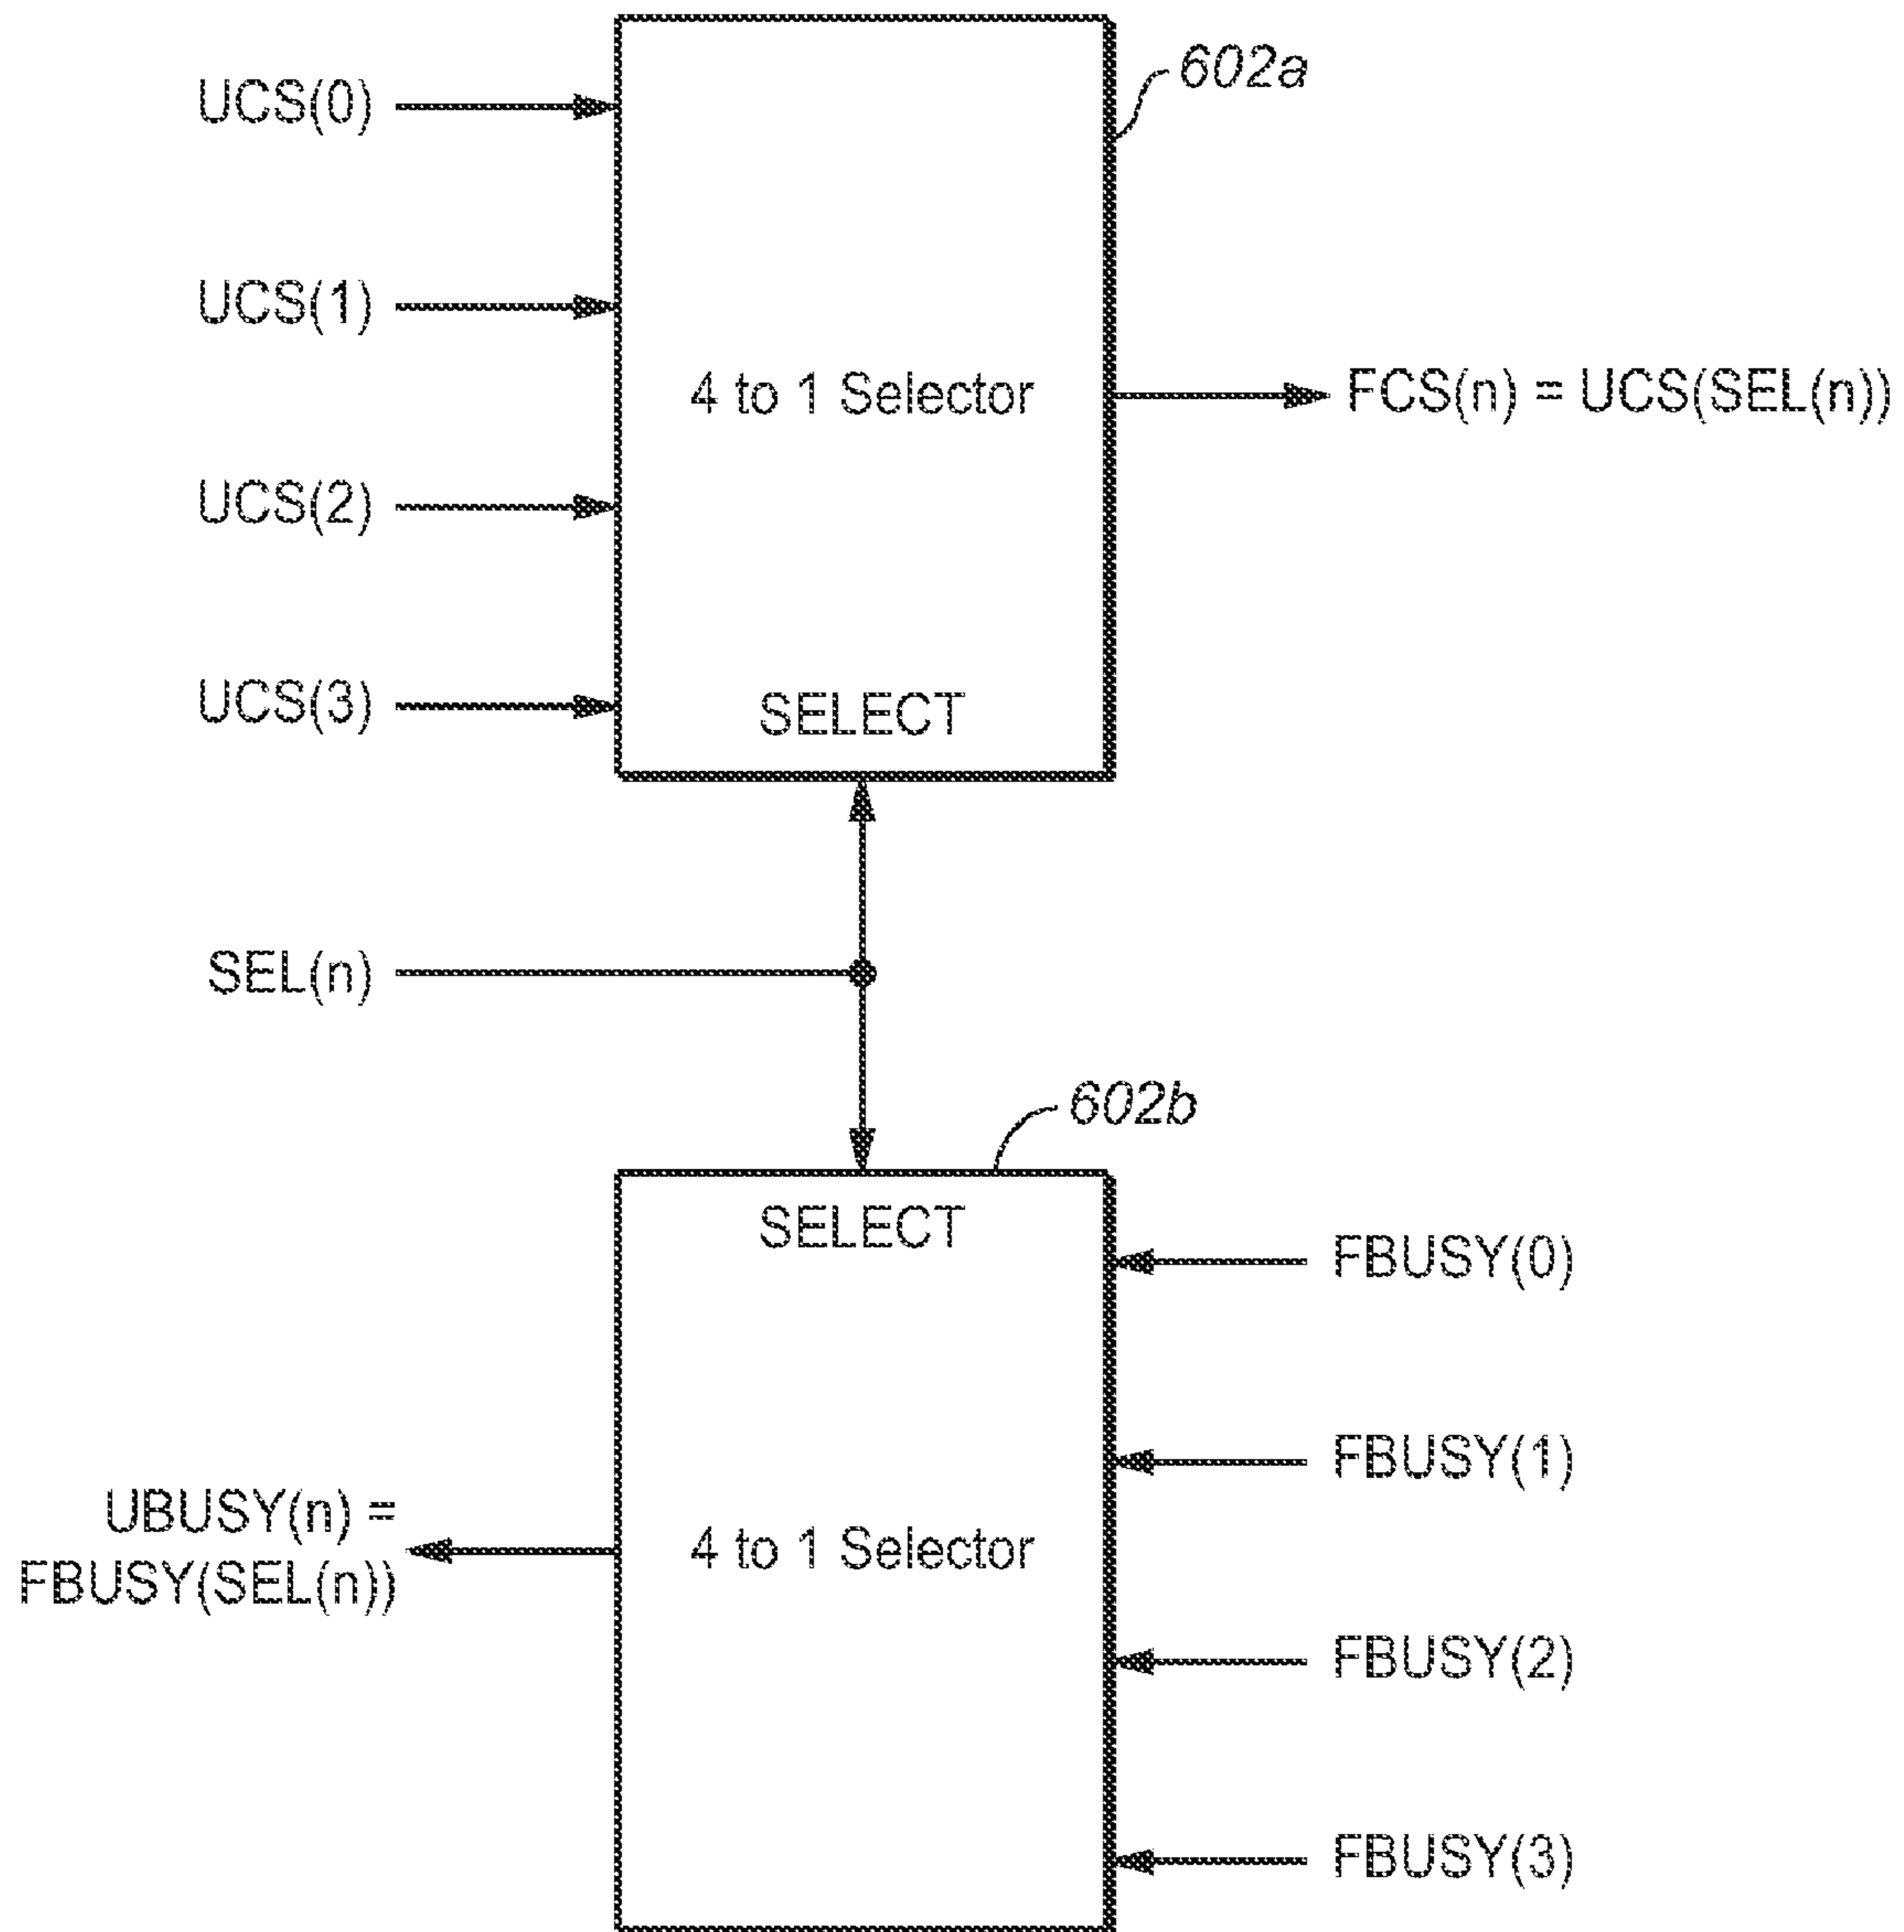 602a
UCS(0)
UCS(1)
4 to 1 Selector
FCS(n) = UCS(SEL(n))
UCS(2)
UCS(3)
SELECT
SEL(n)
602b
SELECT
FBUSY(0)
FBUSY(1)
UBUSY(n) =
FBUSY(SEL(n))
4 to 1 Selector
FBUSY(2)
FBUSY(3)